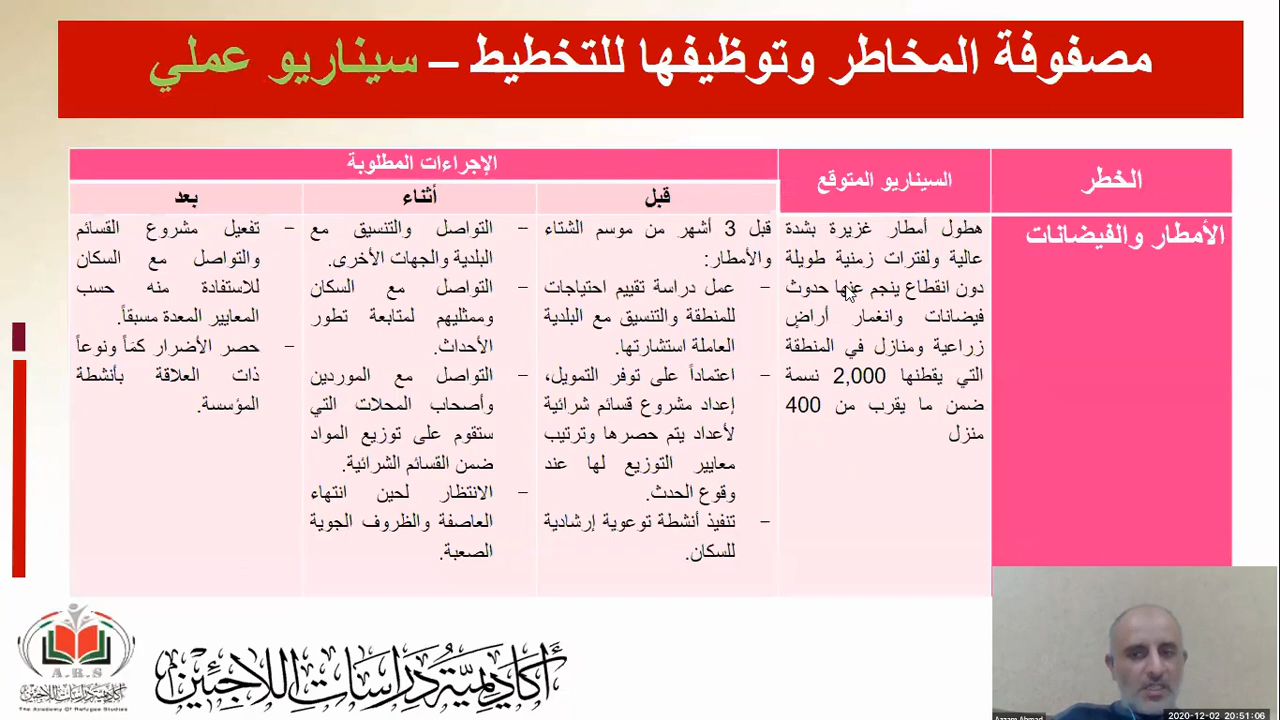 مصفوفة المخاطر وتوظيفها للتخطيط – سيناريو عملي
الخطر
السيناريو المتوقع
الإجراءات المطلوبة
قبل
أثناء
بعد
الأمطار والفيضانات
هطول أمطار غزيرة بشدة
عالية ولفترات زمنية طويلة
دون انقطاع ينجم عنها حدوث
فيضانات وانغمار أراضٍ
زراعية ومنازل في المنطقة
التي يقطنها 2,000 نسمة
ضمن ما يقرب من 400
منزل
قبل 3 أشهر من موسم الشتاء
والأمطار:
– عمل دراسة تقييم احتياجات
للمنطقة والتنسيق مع البلدية
العاملة استشارتها.
– اعتماداً على توفر التمويل،
إعداد مشروع قسائم شرائية
لأعداد يتم حصرها وترتيب
معايير التوزيع لها عند
وقوع الحدث.
– تنفيذ أنشطة توعوية إرشادية
للسكان.
– التواصل والتنسيق مع
البلدية والجهات الأخرى.
– التواصل مع السكان
وممثليهم لمتابعة تطور
الأحداث.
– التواصل مع الموردين
وأصحاب المحلات التي
ستقوم على توزيع المواد
ضمن القسائم الشرائية.
– الانتظار لحين انتهاء
العاصفة والظروف الجوية
الصعبة.
– تفعيل مشروع القسائم
والتواصل مع السكان
للاستفادة منه حسب
المعايير المعدة مسبقاً.
– حصر الأضرار كمّاً ونوعاً
ذات العلاقة بأنشطة
المؤسسة.
A.R.S
أكاديمية دراسات اللاجئين
The Academy Of Refugee Studies
أكاديمية دراسات اللاجئين
Azzam Ahmad
2020-12-02 20:51:06